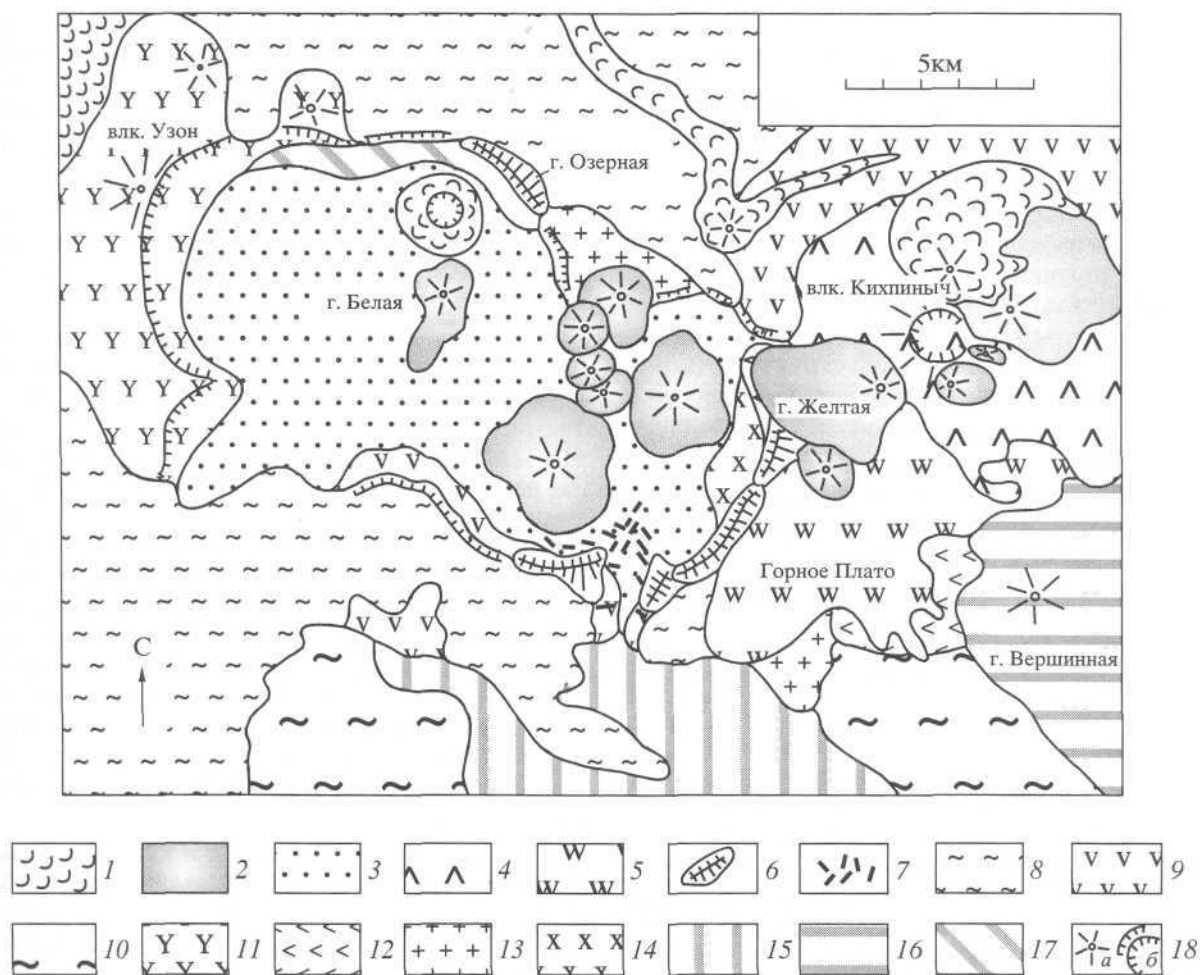 5км
влк. Узон
г. Озерная
г. Белая
влк. Кихпиныч
г. Желтая
Горное Плато
С
г. Вершинная
1 2 3 4 5 6 7 8 9
10 11 12 13 14 15 16 17 а б 18